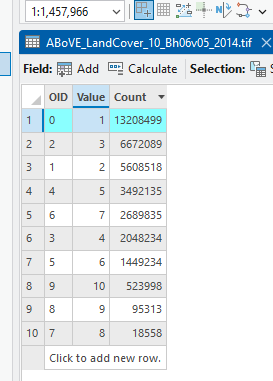 1:1,457,966
ABoVE_LandCover_10_Bh06v05_2014.tif
Field: Add Calculate Selection:
OID Value Count
1 0 1 13208499
2 2 3 6672089
3 1 2 5608518
4 4 5 3492135
5 6 7 2689835
6 3 4 2048234
7 5 6 1449234
8 9 10 523998
9 8 9 95313
10 7 8 18558
Click to add new row.